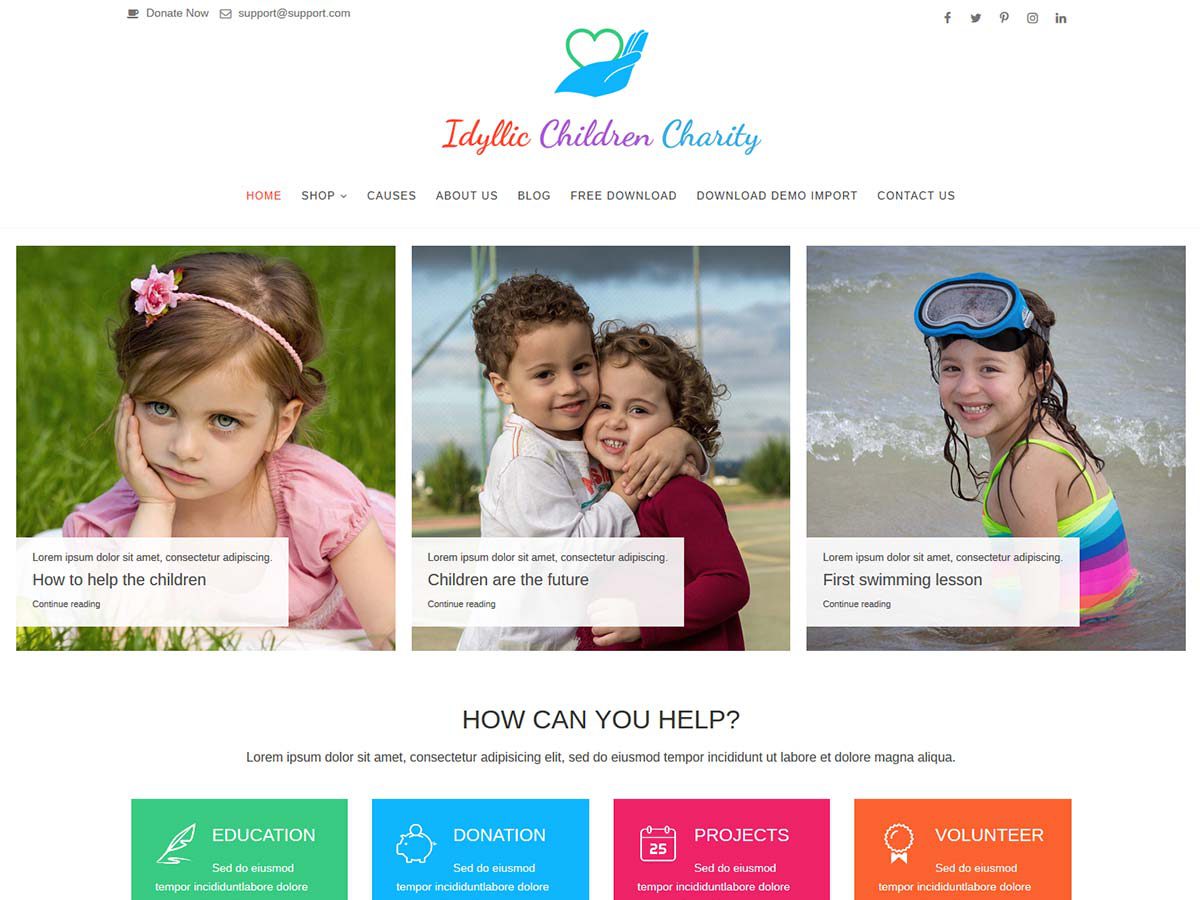 Donate Now support@support.com
Idyllic Children Charity
HOME SHOP CAUSES ABOUT US BLOG FREE DOWNLOAD DOWNLOAD DEMO IMPORT CONTACT US
Lorem ipsum dolor sit amet, consectetur adipiscing.
How to help the children
Continue reading
Lorem ipsum dolor sit amet, consectetur adipiscing.
Children are the future
Continue reading
Lorem ipsum dolor sit amet, consectetur adipiscing.
First swimming lesson
Continue reading
HOW CAN YOU HELP?
Lorem ipsum dolor sit amet, consectetur adipisicing elit, sed do eiusmod tempor incididunt ut labore et dolore magna aliqua.
EDUCATION
Sed do eiusmod
tempor incididuntlabore dolore
DONATION
Sed do eiusmod
tempor incididuntlabore dolore
25
PROJECTS
Sed do eiusmod
tempor incididuntlabore dolore
VOLUNTEER
Sed do eiusmod
tempor incididuntlabore dolore